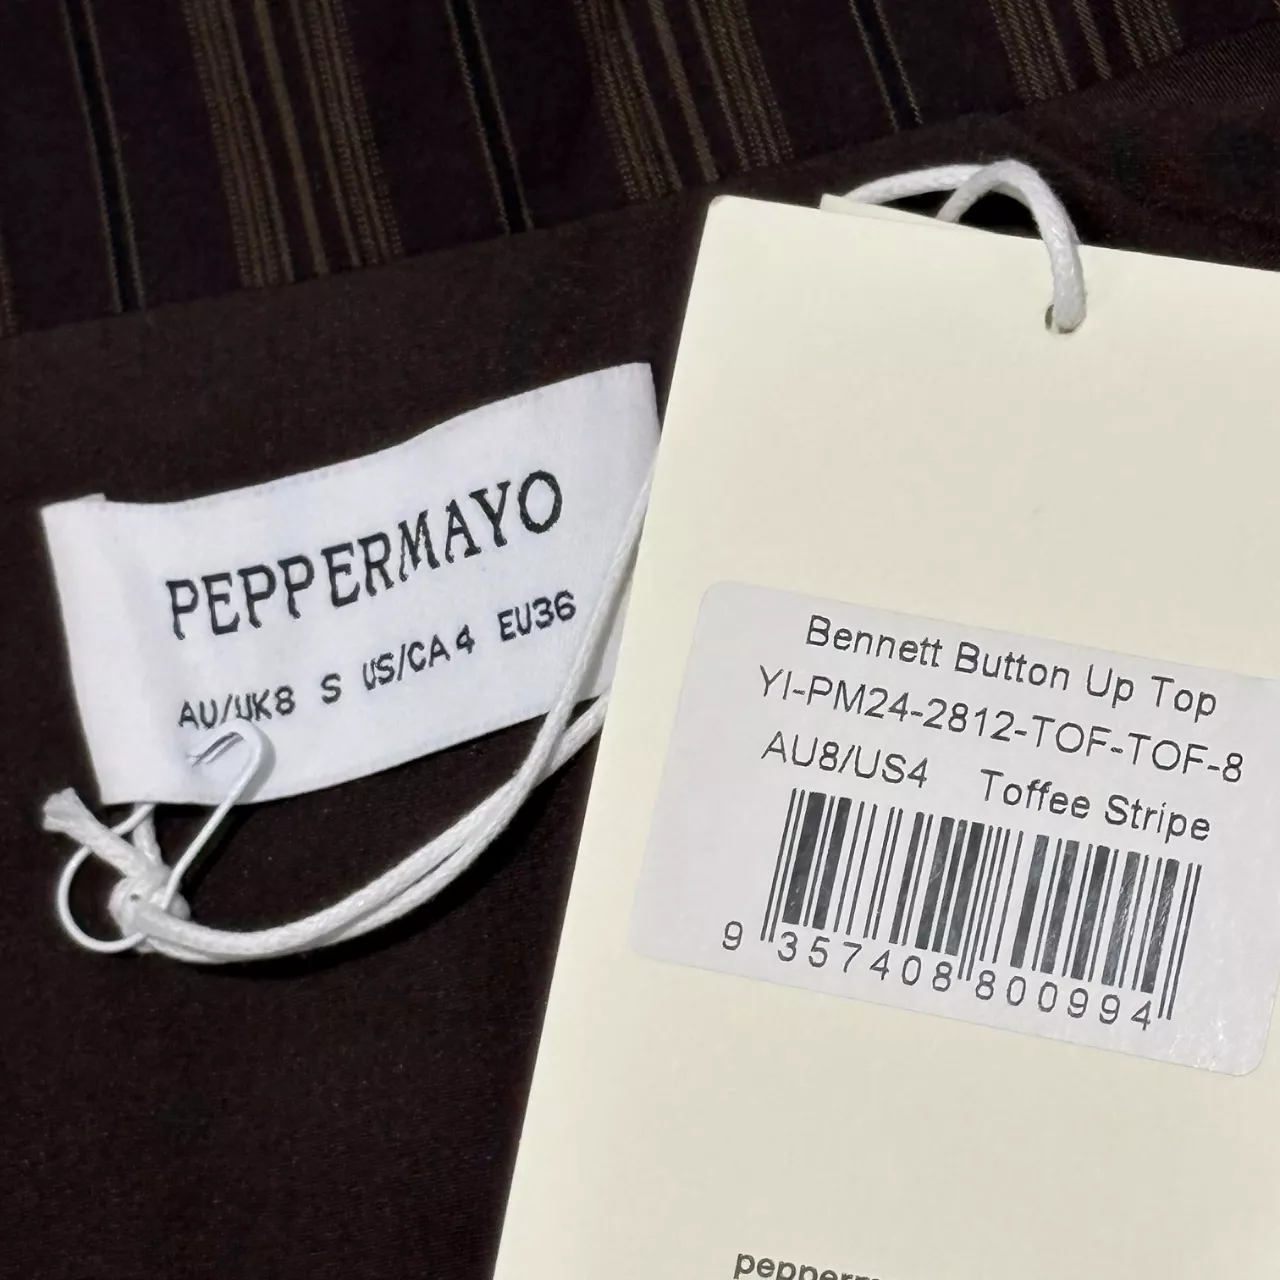 PEPPERMAYO
AU/UK8 S US/CA4 EU36
Bennett Button Up Top
YI-PM24-2812-TOF-TOF-8
AU8/US4 Toffee Stripe
9 357408 800994